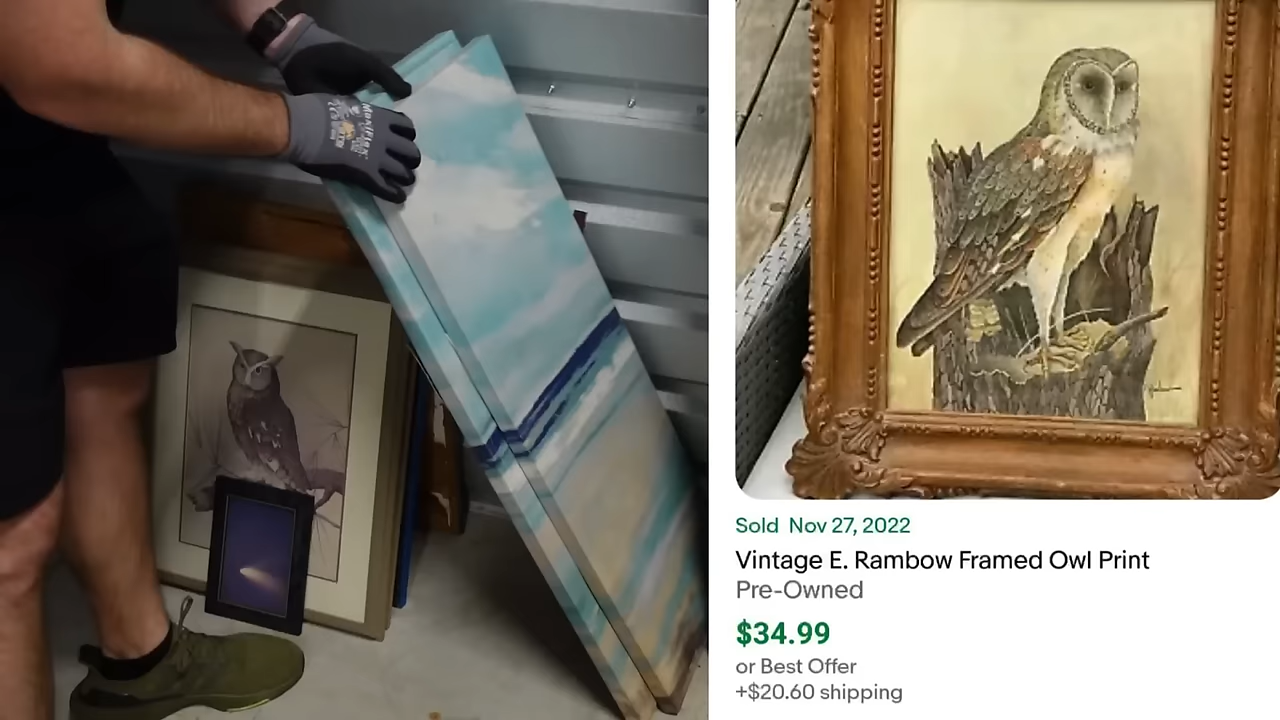 MaxiFlex
Sold Nov 27, 2022
Vintage E. Rambow Framed Owl Print
Pre-Owned
$34.99
or Best Offer
+$20.60 shipping